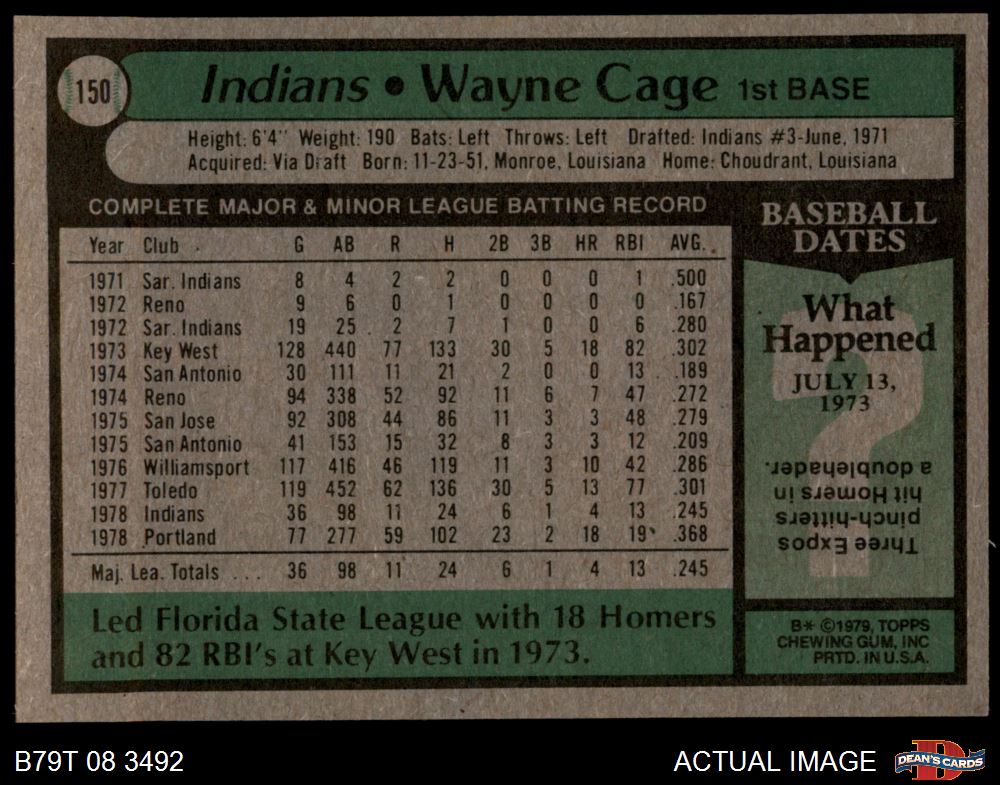 150
Indians • Wayne Cage 1st BASE
Height: 6'4" Weight: 190 Bats: Left Throws: Left Drafted: Indians #3-June, 1971
Acquired: Via Draft Born: 11-23-51, Monroe, Louisiana Home: Choudrant, Louisiana
COMPLETE MAJOR & MINOR LEAGUE BATTING RECORD
Year Club G AB R H 2B 3B HR RBI AVG.
1971 Sar. Indians 8 4 2 2 0 0 0 1 .500
1972 Reno 9 6 0 1 0 0 0 0 .167
1972 Sar. Indians 19 25 2 7 1 0 0 6 .280
1973 Key West 128 440 77 133 30 5 18 82 .302
1974 San Antonio 30 111 11 21 2 0 0 13 .189
1974 Reno 94 338 52 92 11 6 7 47 .272
1975 San Jose 92 308 44 86 11 3 3 48 .279
1975 San Antonio 41 153 15 32 8 3 3 12 .209
1976 Williamsport 117 416 46 119 11 3 10 42 .286
1977 Toledo 119 452 62 136 30 5 13 77 .301
1978 Indians 36 98 11 24 6 1 4 13 .245
1978 Portland 77 277 59 102 23 2 18 19 .368
Maj. Lea. Totals ... 36 98 11 24 6 1 4 13 .245
Led Florida State League with 18 Homers
and 82 RBI's at Key West in 1973.
BASEBALL
DATES
What
Happened
JULY 13,
1973
?
Three Expos
pinch-hitters
hit Homers in
a doubleheader.
B* ©1979, TOPPS
CHEWING GUM, INC
PRTD. IN U.S.A.
B79T 08 3492
ACTUAL IMAGE
D
DEAN'S CARDS